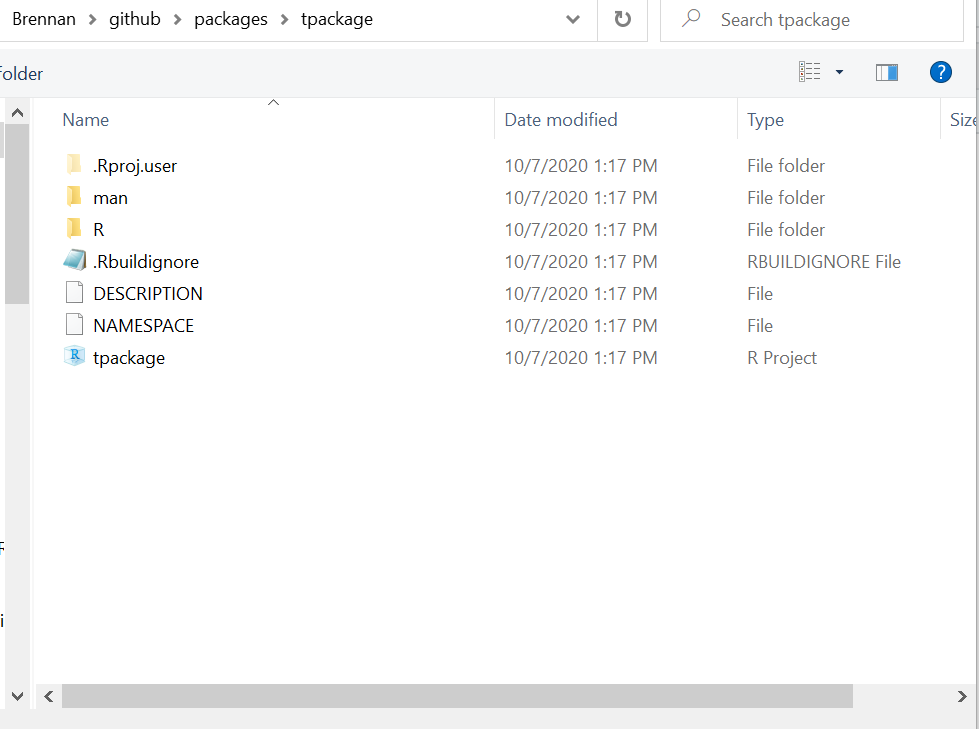 Brennan > github > packages > tpackage
Search tpackage
folder
?
Name Date modified Type Size
.Rproj.user 10/7/2020 1:17 PM File folder
man 10/7/2020 1:17 PM File folder
R 10/7/2020 1:17 PM File folder
.Rbuildignore 10/7/2020 1:17 PM RBUILDIGNORE File
DESCRIPTION 10/7/2020 1:17 PM File
NAMESPACE 10/7/2020 1:17 PM File
R tpackage 10/7/2020 1:17 PM R Project